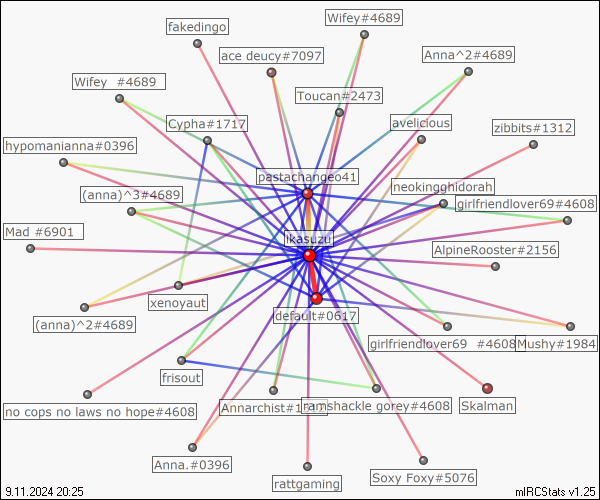 fakedingo
Wifey#4689
ace deucy#7097
Anna^2#4689
Wifey  #4689
Toucan#2473
Cypha#1717
avelicious
zibbits#1312
hypomanianna#0396
pastachangeo41
neokingghidorah
(anna)^3#4689
girlfriendlover69#4608
Mad #6901
ikasuzu
AlpineRooster#2156
xenoyaut
default#0617
(anna)^2#4689
girlfriendlover69  #4608
Mushy#1984
frisout
no cops no laws no hope#4608
Annarchist#1
ramshackle gorey#4608
Skalman
Anna.#0396
rattgaming
Soxy Foxy#5076
9.11.2024 20:25
mIRCStats v1.25